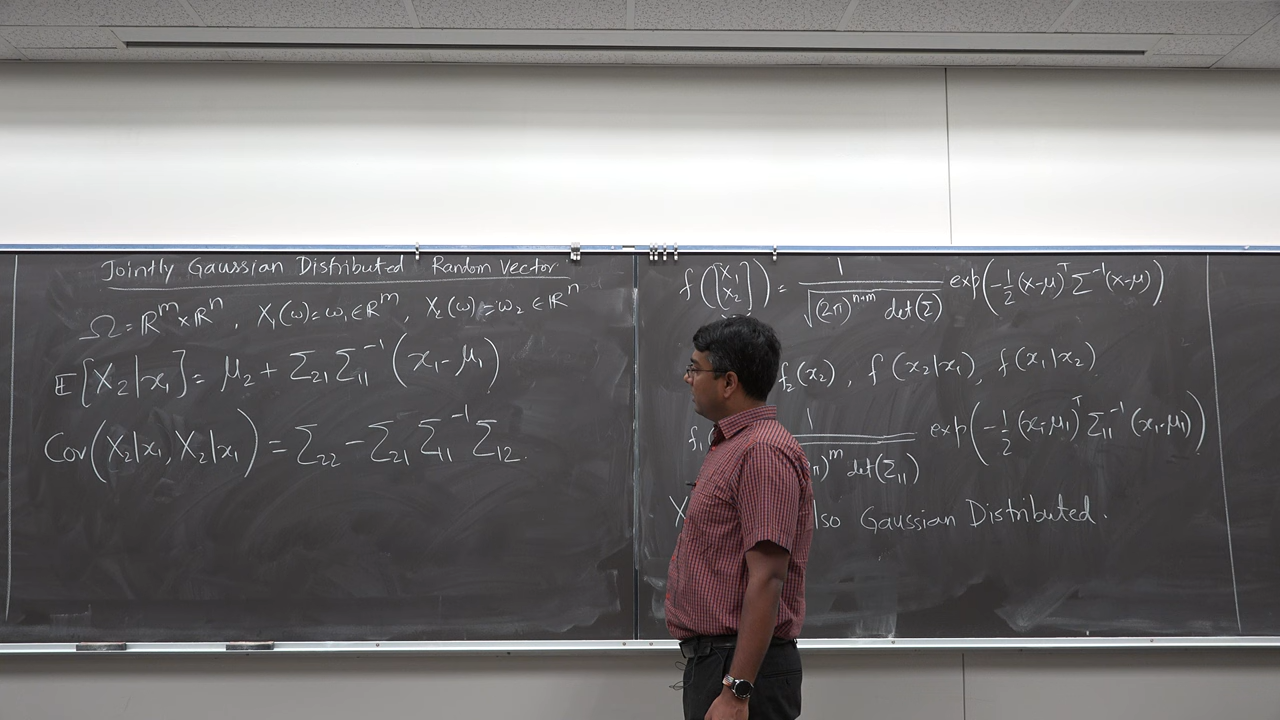 Jointly Gaussian Distributed Random Vector
Ω = ℝ^m × ℝ^n , X₁(ω) = ω₁ ∈ ℝ^m , X₂(ω) = ω₂ ∈ ℝ^n
𝔼[X₂|x₁] = μ₂ + Σ₂₁ Σ₁₁⁻¹ (x₁ - μ₁)
Cov(X₂|x₁, X₂|x₁) = Σ₂₂ - Σ₂₁ Σ₁₁⁻¹ Σ₁₂.
f([x₁ x₂]) = 1/√((2π)^{n+m} det(Σ)) exp(-1/2 (x-μ)^T Σ⁻¹ (x-μ))
f₂(x₂) , f(x₂|x₁) , f(x₁|x₂)
f₁( 1 π)^m det(Σ₁₁) exp(-1/2 (x₁-μ₁)^T Σ₁₁⁻¹ (x₁-μ₁))
X lso Gaussian Distributed.